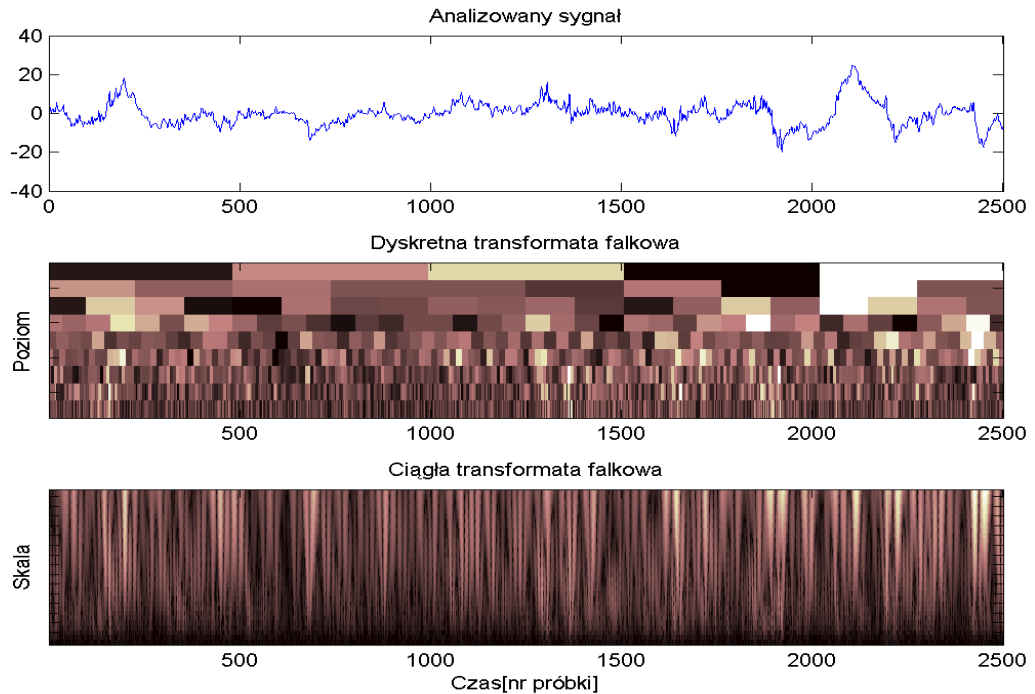 Analizowany sygnał
40
20
0
-20
-40
0 500 1000 1500 2000 2500
Dyskretna transformata falkowa
Poziom
500 1000 1500 2000 2500
Ciągła transformata falkowa
Skala
500 1000 1500 2000 2500
Czas[nr próbki]